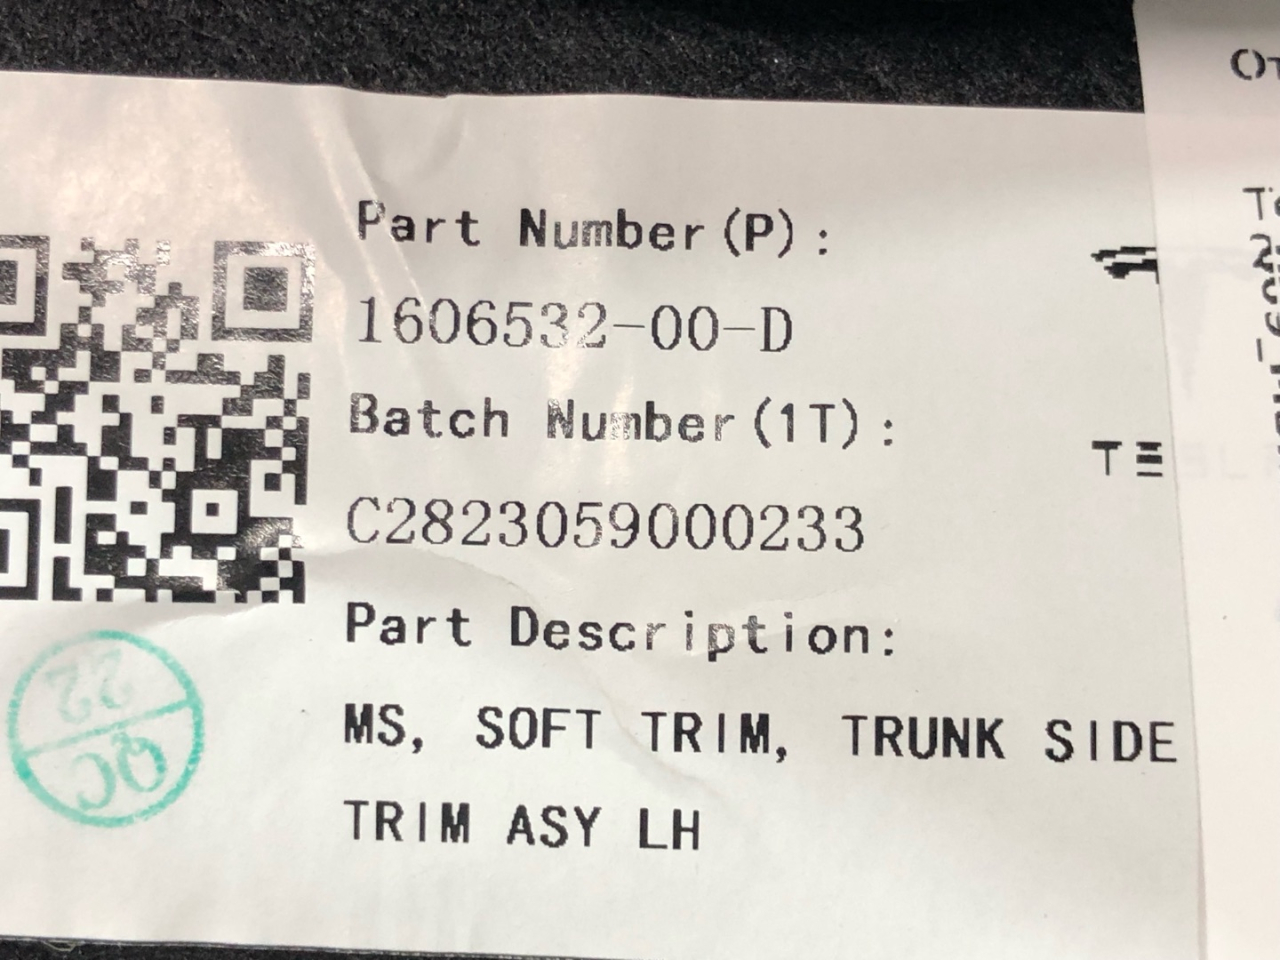 Part Number(P):
1606532-00-D
Batch Number(1T):
C2823059000233
Part Description:
MS, SOFT TRIM, TRUNK SIDE
TRIM ASY LH
22
QC